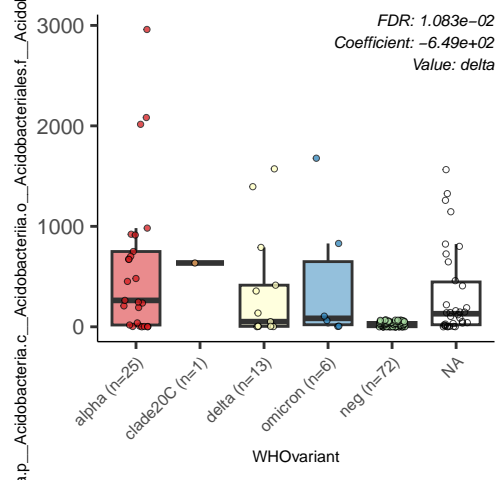 FDR: 1.083e−02
Coefficient: −6.49e+02
Value: delta
a.p__Acidobacteria.c__Acidobacteriia.o__Acidobacteriales.f__Acidol
3000
2000
1000
0
alpha (n=25)
clade20C (n=1)
delta (n=13)
omicron (n=6)
neg (n=72)
NA
WHOvariant